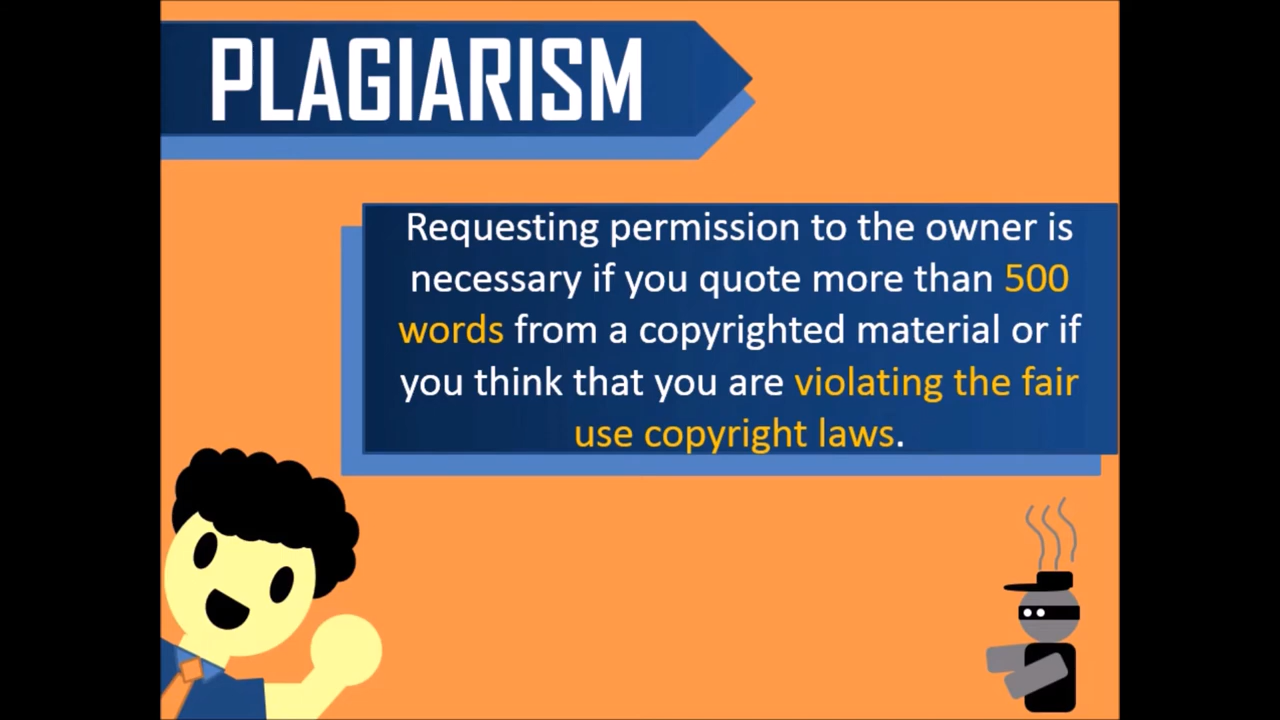 PLAGIARISM
Requesting permission to the owner is
necessary if you quote more than 500
words from a copyrighted material or if
you think that you are violating the fair
use copyright laws.